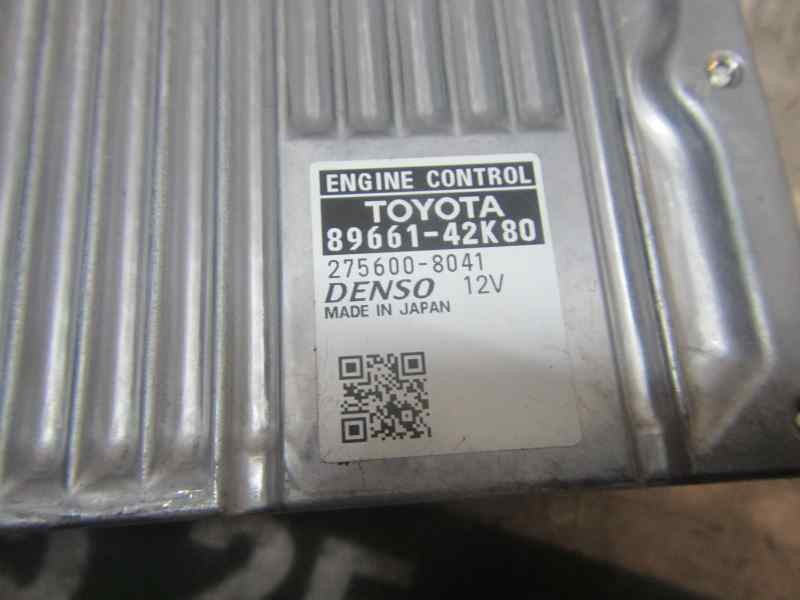 ENGINE CONTROL
TOYOTA
89661-42K80
275600-8041
DENSO 12V
MADE IN JAPAN